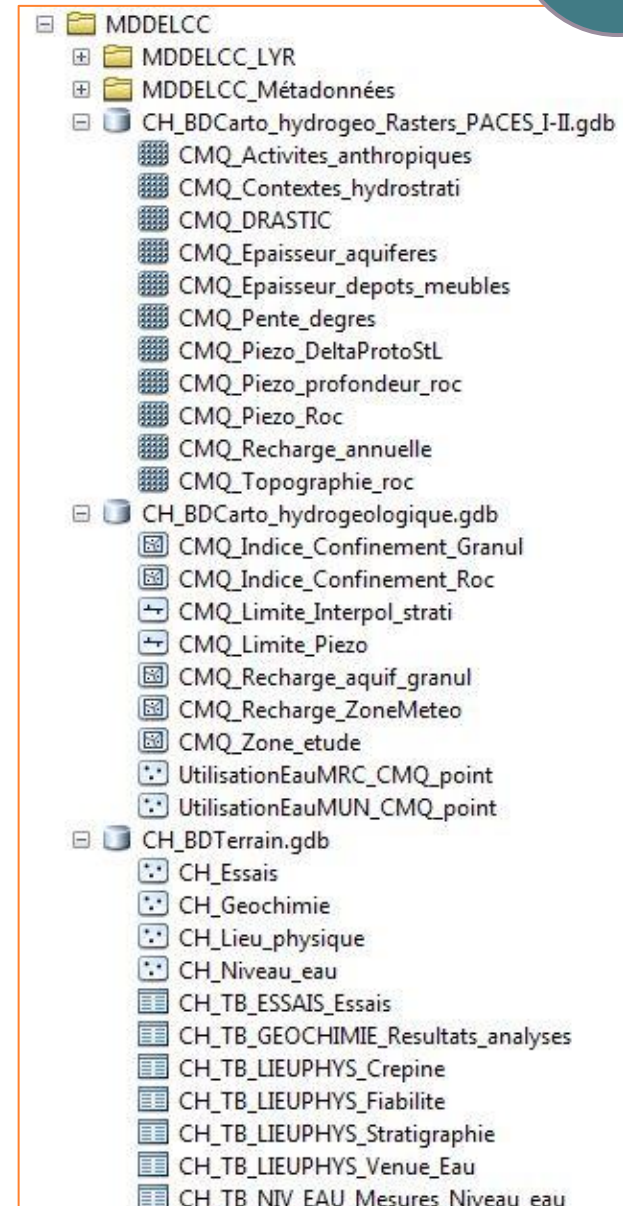 MDDELCC
MDDELCC_LYR
MDDELCC_Métadonnées
CH_BDCarto_hydrogeo_Rasters_PACES_I-II.gdb
CMQ_Activites_anthropiques
CMQ_Contextes_hydrostrati
CMQ_DRASTIC
CMQ_Epaisseur_aquiferes
CMQ_Epaisseur_depots_meubles
CMQ_Pente_degres
CMQ_Piezo_DeltaProtoStL
CMQ_Piezo_profondeur_roc
CMQ_Piezo_Roc
CMQ_Recharge_annuelle
CMQ_Topographie_roc
CH_BDCarto_hydrogeologique.gdb
CMQ_Indice_Confinement_Granul
CMQ_Indice_Confinement_Roc
CMQ_Limite_Interpol_strati
CMQ_Limite_Piezo
CMQ_Recharge_aquif_granul
CMQ_Recharge_ZoneMeteo
CMQ_Zone_etude
UtilisationEauMRC_CMQ_point
UtilisationEauMUN_CMQ_point
CH_BDTerrain.gdb
CH_Essais
CH_Geochimie
CH_Lieu_physique
CH_Niveau_eau
CH_TB_ESSAIS_Essais
CH_TB_GEOCHIMIE_Resultats_analyses
CH_TB_LIEUPHYS_Crepine
CH_TB_LIEUPHYS_Fiabilite
CH_TB_LIEUPHYS_Stratigraphie
CH_TB_LIEUPHYS_Venue_Eau
CH_TB_NIV_EAU_Mesures_Niveau_eau